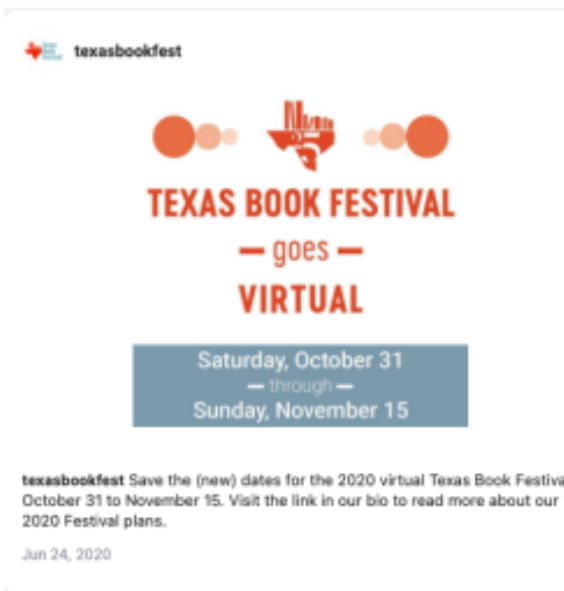 texasbookfest
TEXAS BOOK FESTIVAL
— goes —
VIRTUAL
Saturday, October 31
— through —
Sunday, November 15
texasbookfest Save the (new) dates for the 2020 virtual Texas Book Festiva
October 31 to November 15. Visit the link in our bio to read more about our
2020 Festival plans.
Jun 24, 2020